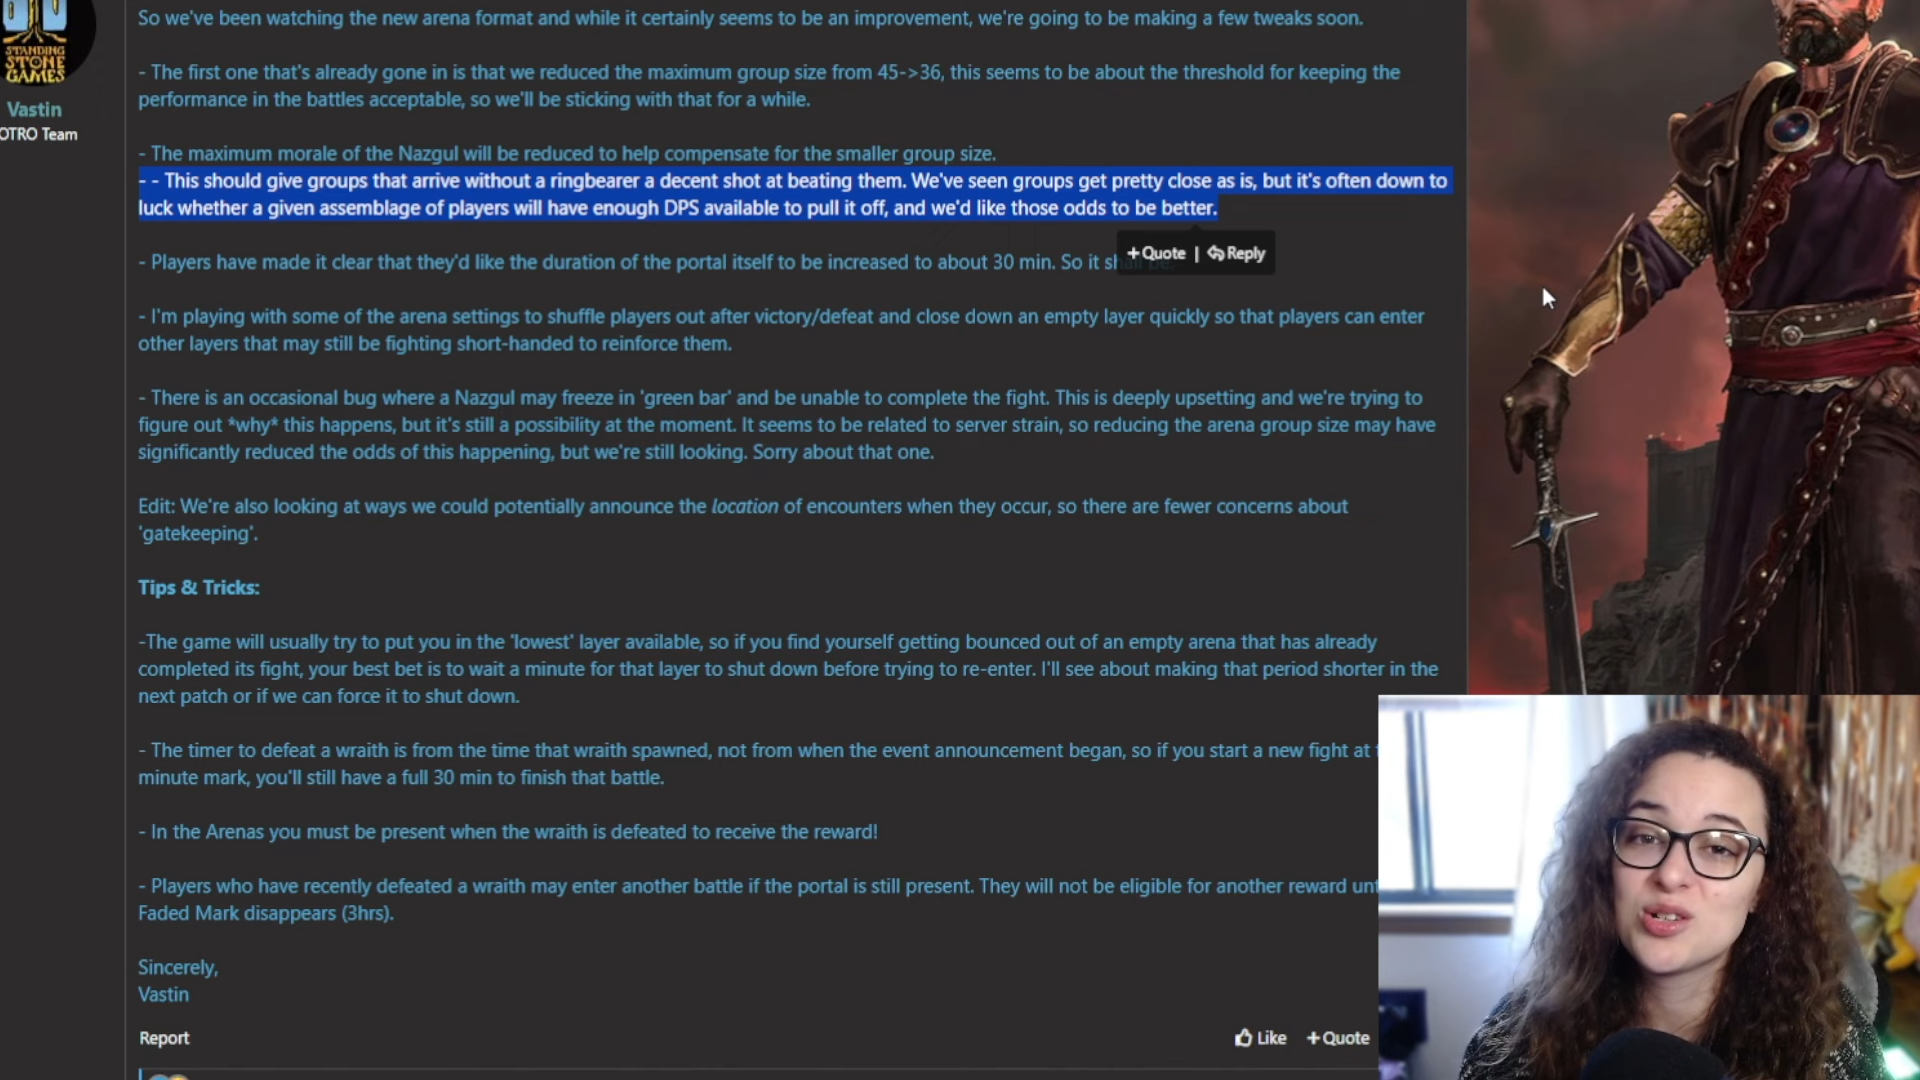 So we've been watching the new arena format and while it certainly seems to be an improvement, we're going to be making a few tweaks soon.
STANDING
STONE
GAMES
Vastin
OTRO Team
- The first one that's already gone in is that we reduced the maximum group size from 45->36, this seems to be about the threshold for keeping the
performance in the battles acceptable, so we'll be sticking with that for a while.
- The maximum morale of the Nazgul will be reduced to help compensate for the smaller group size.
- - This should give groups that arrive without a ringbearer a decent shot at beating them. We've seen groups get pretty close as is, but it's often down to
luck whether a given assemblage of players will have enough DPS available to pull it off, and we'd like those odds to be better.
+Quote | Reply
- Players have made it clear that they'd like the duration of the portal itself to be increased to about 30 min. So it
- I'm playing with some of the arena settings to shuffle players out after victory/defeat and close down an empty layer quickly so that players can enter
other layers that may still be fighting short-handed to reinforce them.
- There is an occasional bug where a Nazgul may freeze in 'green bar' and be unable to complete the fight. This is deeply upsetting and we're trying to
figure out *why* this happens, but it's still a possibility at the moment. It seems to be related to server strain, so reducing the arena group size may have
significantly reduced the odds of this happening, but we're still looking. Sorry about that one.
Edit: We're also looking at ways we could potentially announce the location of encounters when they occur, so there are fewer concerns about
'gatekeeping'.
Tips & Tricks:
-The game will usually try to put you in the 'lowest' layer available, so if you find yourself getting bounced out of an empty arena that has already
completed its fight, your best bet is to wait a minute for that layer to shut down before trying to re-enter. I'll see about making that period shorter in the
next patch or if we can force it to shut down.
- The timer to defeat a wraith is from the time that wraith spawned, not from when the event announcement began, so if you start a new fight at
minute mark, you'll still have a full 30 min to finish that battle.
- In the Arenas you must be present when the wraith is defeated to receive the reward!
- Players who have recently defeated a wraith may enter another battle if the portal is still present. They will not be eligible for another reward
Faded Mark disappears (3hrs).
Sincerely,
Vastin
Report
Like +Quote